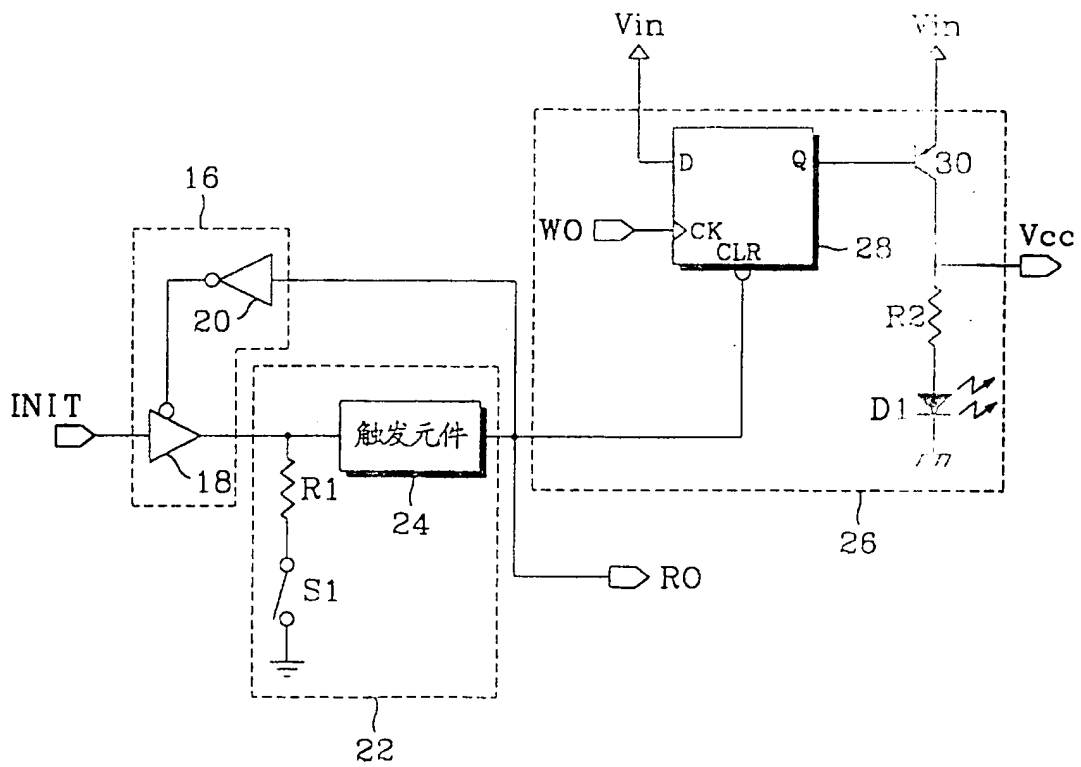 Vin
Vin
D
Q
30
16
WO
CK
CLR
28
Vcc
20
R2
INIT
触发元件
D1
18
R1
24
26
S1
RO
22